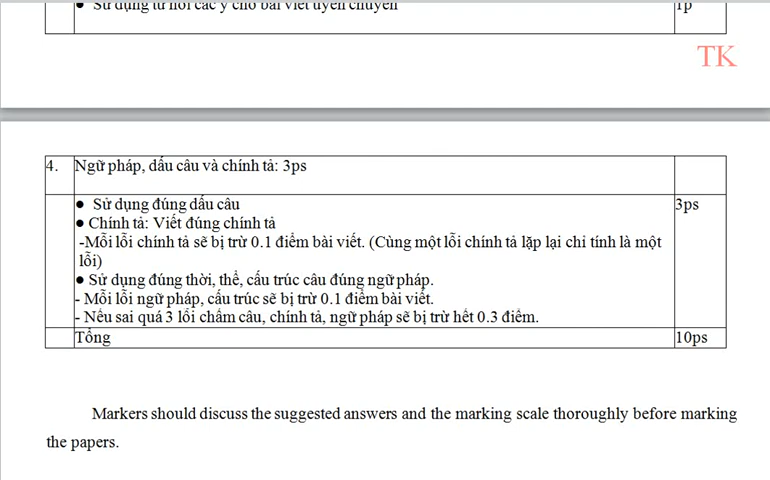 ● Sử dụng từ nối các ý cho bài viết uyển chuyển 1p
TK
4. Ngữ pháp, dấu câu và chính tả: 3ps
● Sử dụng đúng dấu câu 3ps
● Chính tả: Viết đúng chính tả
-Mỗi lỗi chính tả sẽ bị trừ 0.1 điểm bài viết. (Cùng một lỗi chính tả lặp lại chỉ tính là một
lỗi)
● Sử dụng đúng thời, thể, cấu trúc câu đúng ngữ pháp.
- Mỗi lỗi ngữ pháp, cấu trúc sẽ bị trừ 0.1 điểm bài viết.
- Nếu sai quá 3 lỗi chấm câu, chính tả, ngữ pháp sẽ bị trừ hết 0.3 điểm.
Tổng 10ps
Markers should discuss the suggested answers and the marking scale thoroughly before marking
the papers.